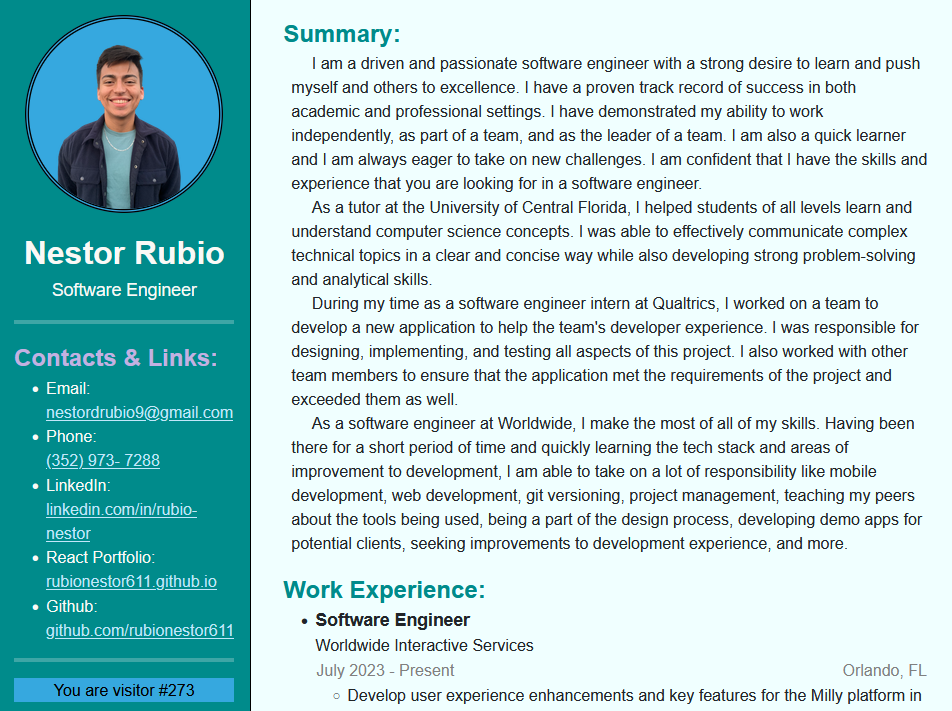 Nestor Rubio
Software Engineer
Contacts & Links:
Email:
nestordrubio9@gmail.com
Phone:
(352) 973- 7288
LinkedIn:
linkedin.com/in/rubio-
nestor
React Portfolio:
rubionestor611.github.io
Github:
github.com/rubionestor611
You are visitor #273
Summary:
I am a driven and passionate software engineer with a strong desire to learn and push
myself and others to excellence. I have a proven track record of success in both
academic and professional settings. I have demonstrated my ability to work
independently, as part of a team, and as the leader of a team. I am also a quick learner
and I am always eager to take on new challenges. I am confident that I have the skills and
experience that you are looking for in a software engineer.
As a tutor at the University of Central Florida, I helped students of all levels learn and
understand computer science concepts. I was able to effectively communicate complex
technical topics in a clear and concise way while also developing strong problem-solving
and analytical skills.
During my time as a software engineer intern at Qualtrics, I worked on a team to
develop a new application to help the team's developer experience. I was responsible for
designing, implementing, and testing all aspects of this project. I also worked with other
team members to ensure that the application met the requirements of the project and
exceeded them as well.
As a software engineer at Worldwide, I make the most of all of my skills. Having been
there for a short period of time and quickly learning the tech stack and areas of
improvement to development, I am able to take on a lot of responsibility like mobile
development, web development, git versioning, project management, teaching my peers
about the tools being used, being a part of the design process, developing demo apps for
potential clients, seeking improvements to development experience, and more.
Work Experience:
Software Engineer
Worldwide Interactive Services
July 2023 - Present Orlando, FL
Develop user experience enhancements and key features for the Milly platform in